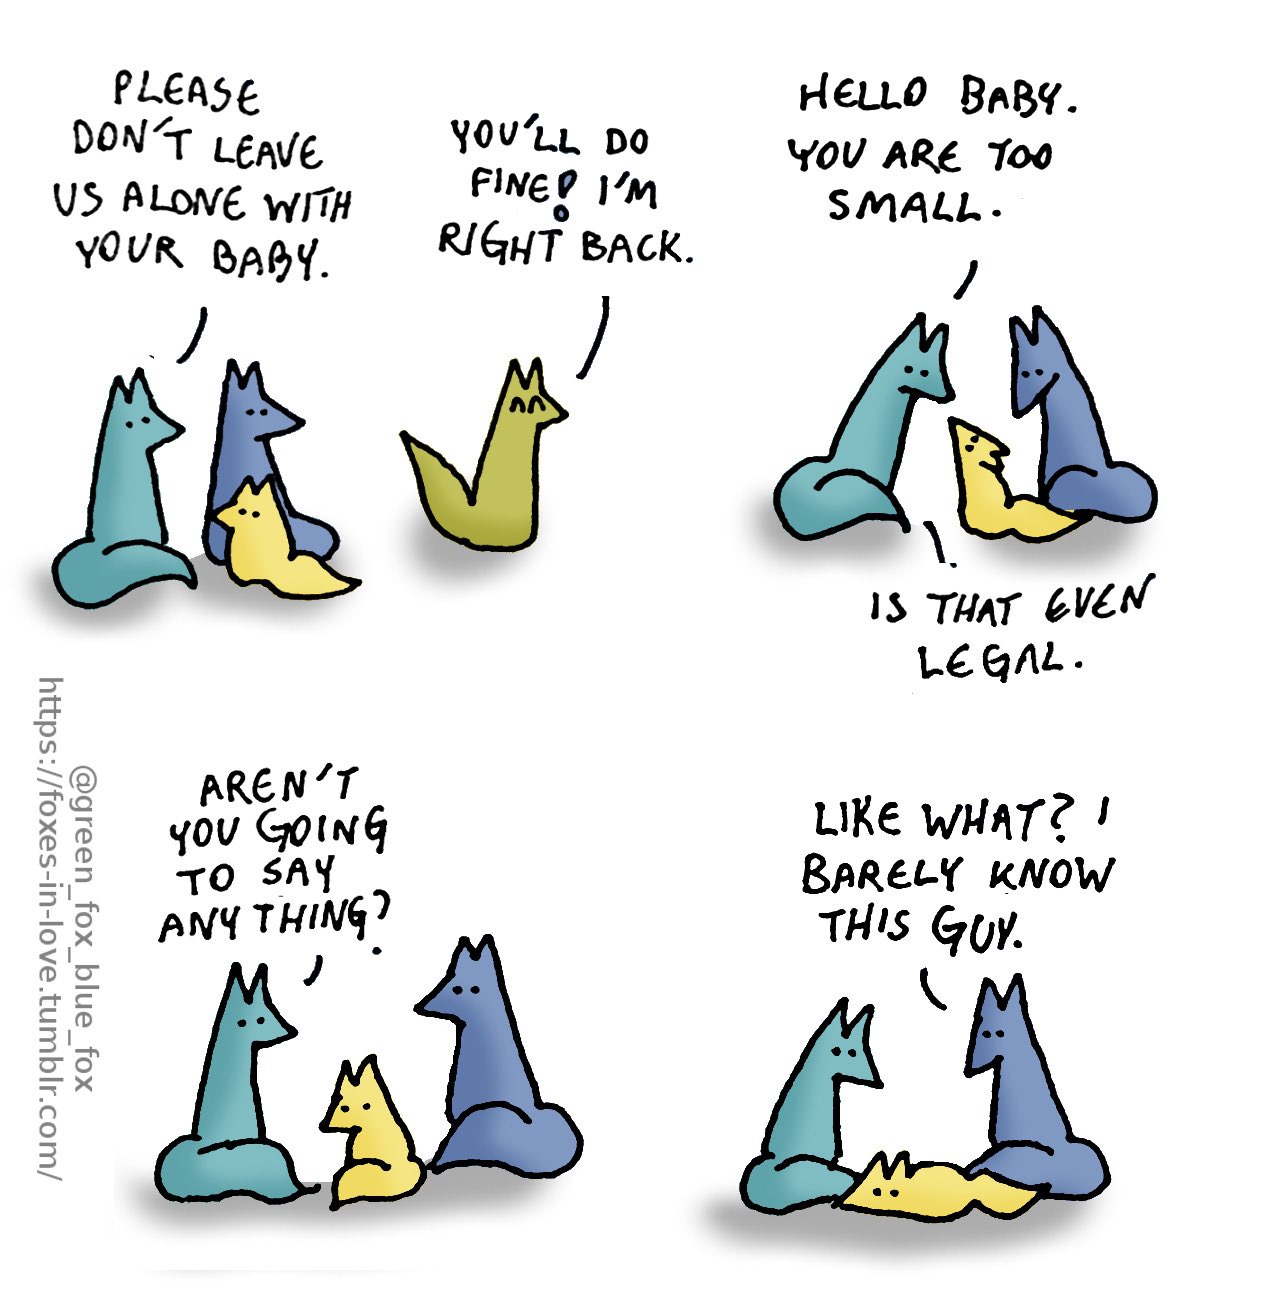 PLEASE
DON'T LEAVE
US ALONE WITH
YOUR BABY.
YOU'LL DO
FINE! I'M
RIGHT BACK.
HELLO BABY.
YOU ARE TOO
SMALL.
IS THAT EVEN
LEGAL.
AREN'T
YOU GOING
TO SAY
ANYTHING?
LIKE WHAT? I
BARELY KNOW
THIS GUY.
@green_fox_blue_fox
https://foxes-in-love.tumblr.com/